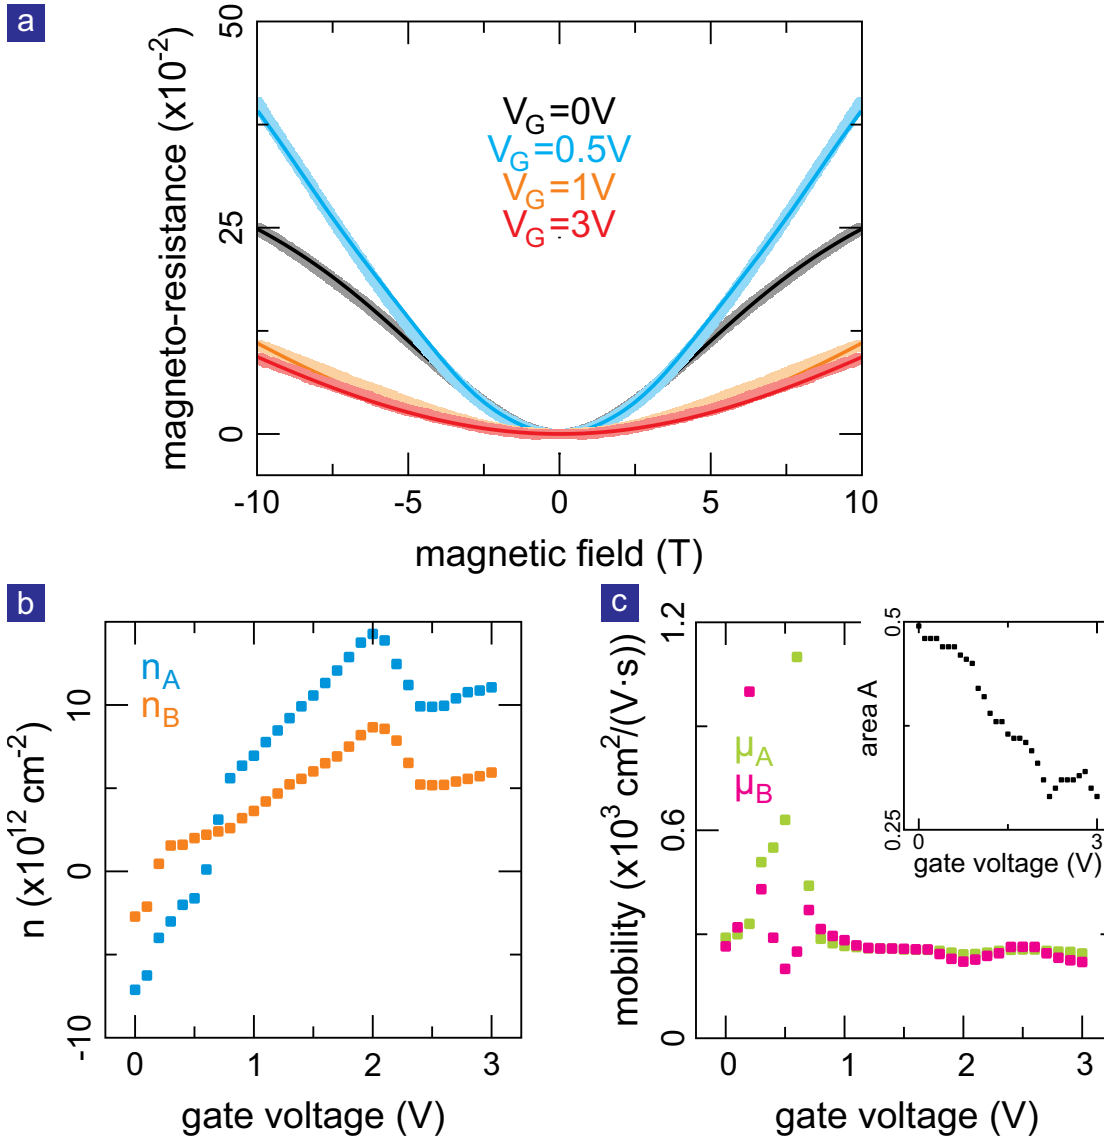 a
50
25
0
magneto-resistance (x10-2)
VG=0V
VG=0.5V
VG=1V
VG=3V
-10 -5 0 5 10
magnetic field (T)
b
nA
nB
10
0
-10
n (x1012 cm-2)
0 1 2 3
gate voltage (V)
c
1.2
0.6
0
mobility (x103 cm2/(V·s))
μA
μB
0 1 2 3
gate voltage (V)
0.5
0.25
area A
0 3
gate voltage (V)